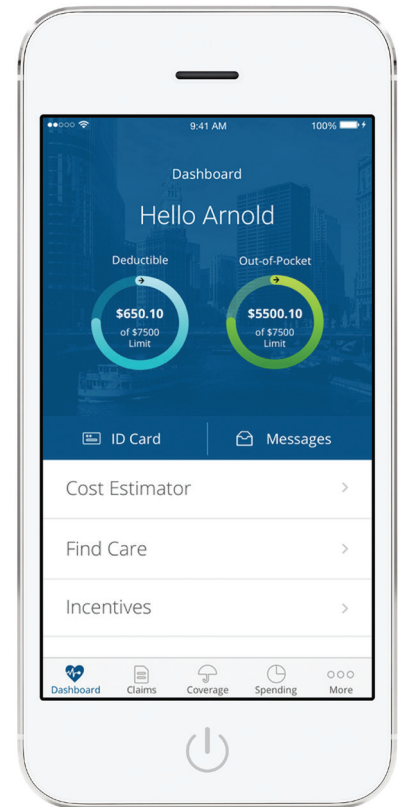 9:41 AM
100%
Dashboard
Hello Arnold
Deductible
Out-of-Pocket
$650.10
of $7500
Limit
$5500.10
of $7500
Limit
ID Card
Messages
Cost Estimator
Find Care
Incentives
Dashboard
Claims
Coverage
Spending
More